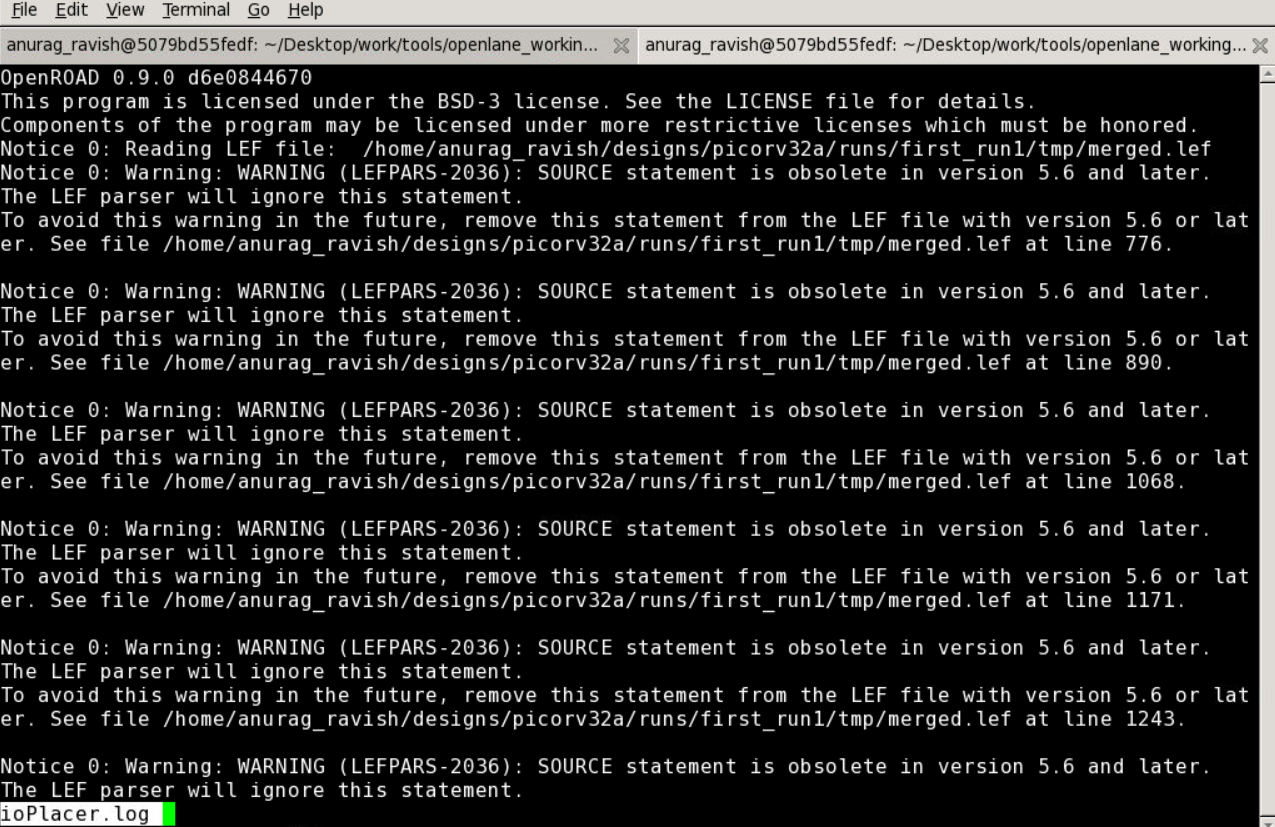 File Edit View Terminal Go Help
anurag_ravish@5079bd55fedf: ~/Desktop/work/tools/openlane_workin... anurag_ravish@5079bd55fedf: ~/Desktop/work/tools/openlane_working...
OpenROAD 0.9.0 d6e0844670
This program is licensed under the BSD-3 license. See the LICENSE file for details.
Components of the program may be licensed under more restrictive licenses which must be honored.
Notice 0: Reading LEF file:  /home/anurag_ravish/designs/picorv32a/runs/first_run1/tmp/merged.lef
Notice 0: Warning: WARNING (LEFPARS-2036): SOURCE statement is obsolete in version 5.6 and later.
The LEF parser will ignore this statement.
To avoid this warning in the future, remove this statement from the LEF file with version 5.6 or lat
er. See file /home/anurag_ravish/designs/picorv32a/runs/first_run1/tmp/merged.lef at line 776.

Notice 0: Warning: WARNING (LEFPARS-2036): SOURCE statement is obsolete in version 5.6 and later.
The LEF parser will ignore this statement.
To avoid this warning in the future, remove this statement from the LEF file with version 5.6 or lat
er. See file /home/anurag_ravish/designs/picorv32a/runs/first_run1/tmp/merged.lef at line 890.

Notice 0: Warning: WARNING (LEFPARS-2036): SOURCE statement is obsolete in version 5.6 and later.
The LEF parser will ignore this statement.
To avoid this warning in the future, remove this statement from the LEF file with version 5.6 or lat
er. See file /home/anurag_ravish/designs/picorv32a/runs/first_run1/tmp/merged.lef at line 1068.

Notice 0: Warning: WARNING (LEFPARS-2036): SOURCE statement is obsolete in version 5.6 and later.
The LEF parser will ignore this statement.
To avoid this warning in the future, remove this statement from the LEF file with version 5.6 or lat
er. See file /home/anurag_ravish/designs/picorv32a/runs/first_run1/tmp/merged.lef at line 1171.

Notice 0: Warning: WARNING (LEFPARS-2036): SOURCE statement is obsolete in version 5.6 and later.
The LEF parser will ignore this statement.
To avoid this warning in the future, remove this statement from the LEF file with version 5.6 or lat
er. See file /home/anurag_ravish/designs/picorv32a/runs/first_run1/tmp/merged.lef at line 1243.

Notice 0: Warning: WARNING (LEFPARS-2036): SOURCE statement is obsolete in version 5.6 and later.
The LEF parser will ignore this statement.
ioPlacer.log